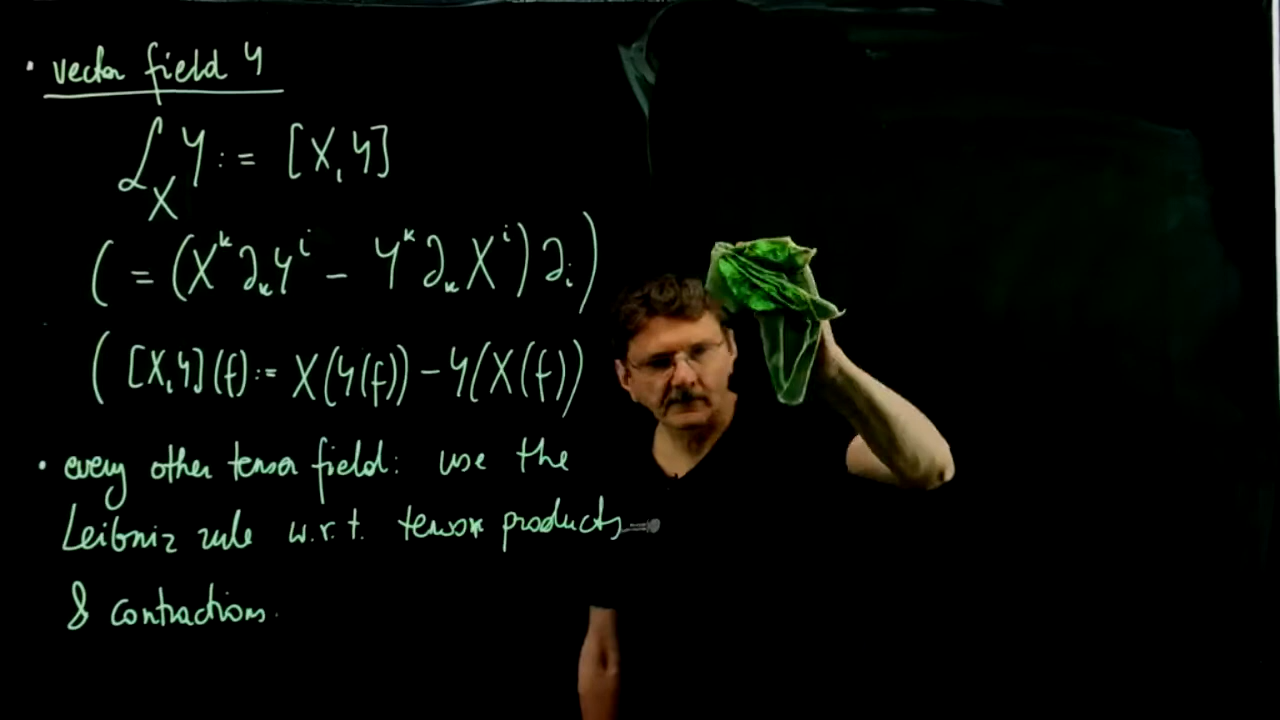 • vector field Y
ℒ_X Y := [X, Y]
( = (X^k ∂_k Y^i − Y^k ∂_k X^i) ∂_i )
( [X, Y](f) := X(Y(f)) − Y(X(f))
• every other tensor field: use the
Leibniz rule w.r.t. tensor products
& contractions.